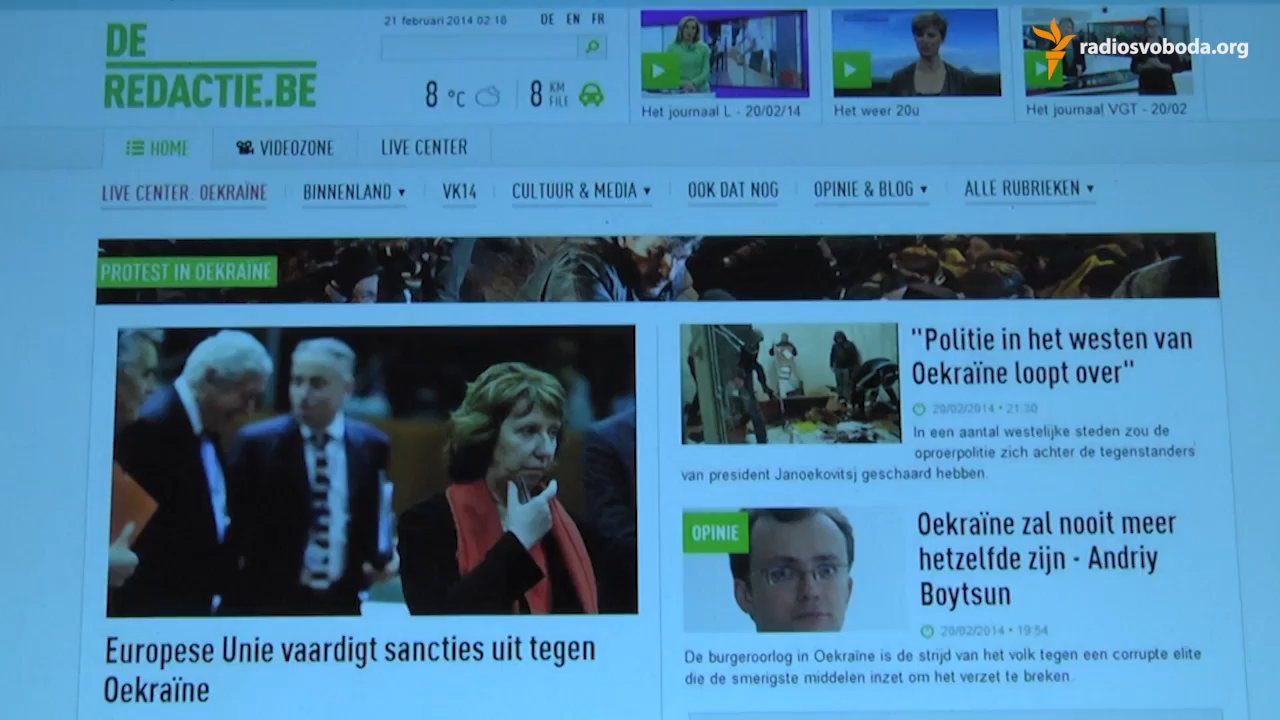 DE
REDACTIE.BE
21 februari 2014 02:18
DE EN FR
8 °C
8 KM FILE
Het journaal L - 20/02/14
Het weer 20u
Het journaal VGT - 20/02
radiosvoboda.org
HOME
VIDEOZONE
LIVE CENTER
LIVE CENTER: OEKRAÏNE
BINNENLAND
VK14
CULTUUR & MEDIA
OOK DAT NOG
OPINIE & BLOG
ALLE RUBRIEKEN
PROTEST IN OEKRAÏNE
Europese Unie vaardigt sancties uit tegen
Oekraïne
"Politie in het westen van
Oekraïne loopt over"
20/02/2014 • 21:30
In een aantal westelijke steden zou de
oproerpolitie zich achter de tegenstanders
van president Janoekovitsj geschaard hebben.
OPINIE
Oekraïne zal nooit meer
hetzelfde zijn - Andriy
Boytsun
20/02/2014 • 19:54
De burgeroorlog in Oekraïne is de strijd van het volk tegen een corrupte elite
die de smerigste middelen inzet om het verzet te breken.